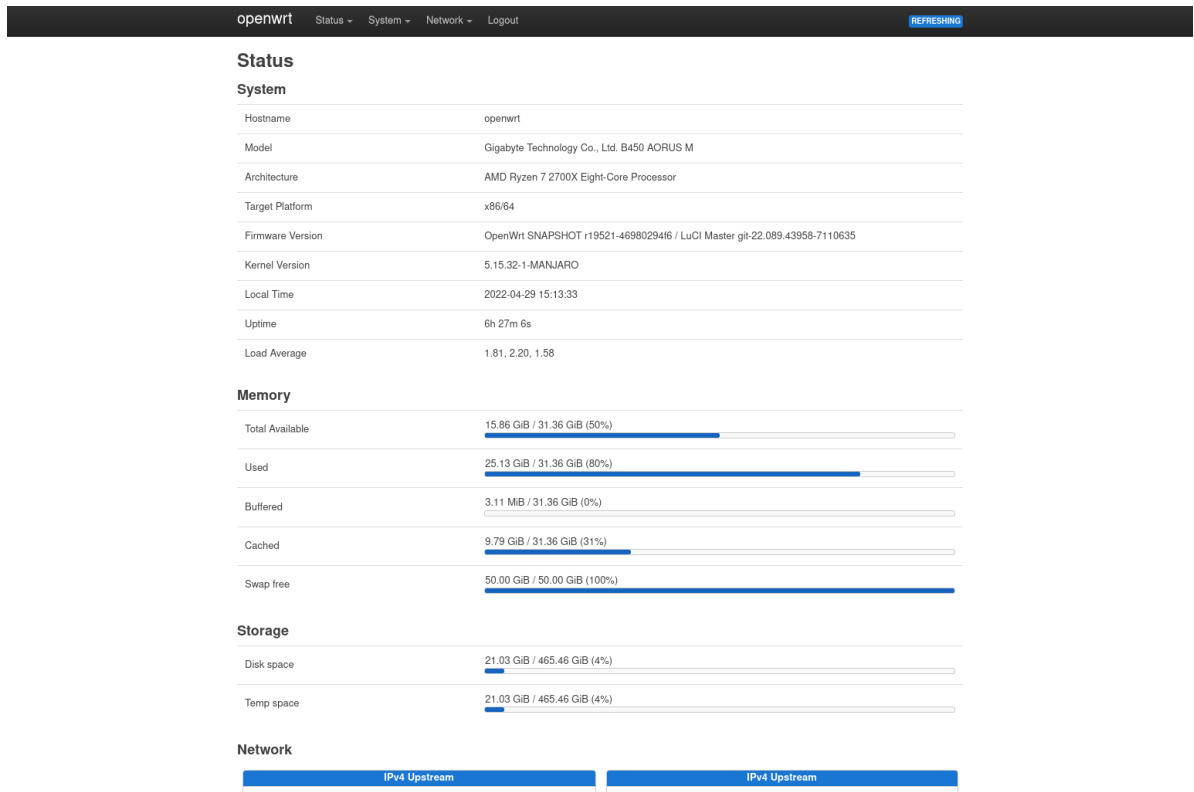 openwrt Status System Network Logout REFRESHING
Status
System
Hostname openwrt
Model Gigabyte Technology Co., Ltd. B450 AORUS M
Architecture AMD Ryzen 7 2700X Eight-Core Processor
Target Platform x86/64
Firmware Version OpenWrt SNAPSHOT r19521-46980294f6 / LuCI Master git-22.089.43958-7110635
Kernel Version 5.15.32-1-MANJARO
Local Time 2022-04-29 15:13:33
Uptime 6h 27m 6s
Load Average 1.81, 2.20, 1.58
Memory
Total Available 15.86 GiB / 31.36 GiB (50%)
Used 25.13 GiB / 31.36 GiB (80%)
Buffered 3.11 MiB / 31.36 GiB (0%)
Cached 9.79 GiB / 31.36 GiB (31%)
Swap free 50.00 GiB / 50.00 GiB (100%)
Storage
Disk space 21.03 GiB / 465.46 GiB (4%)
Temp space 21.03 GiB / 465.46 GiB (4%)
Network
IPv4 Upstream IPv4 Upstream